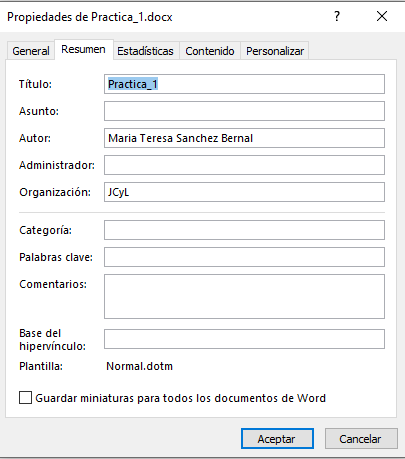 Propiedades de Practica_1.docx ? ×
General Resumen Estadísticas Contenido Personalizar
Título: Practica_1
Asunto:
Autor: Maria Teresa Sanchez Bernal
Administrador:
Organización: JCyL
Categoría:
Palabras clave:
Comentarios:
Base del
hipervínculo:
Plantilla: Normal.dotm
Guardar miniaturas para todos los documentos de Word
Aceptar Cancelar